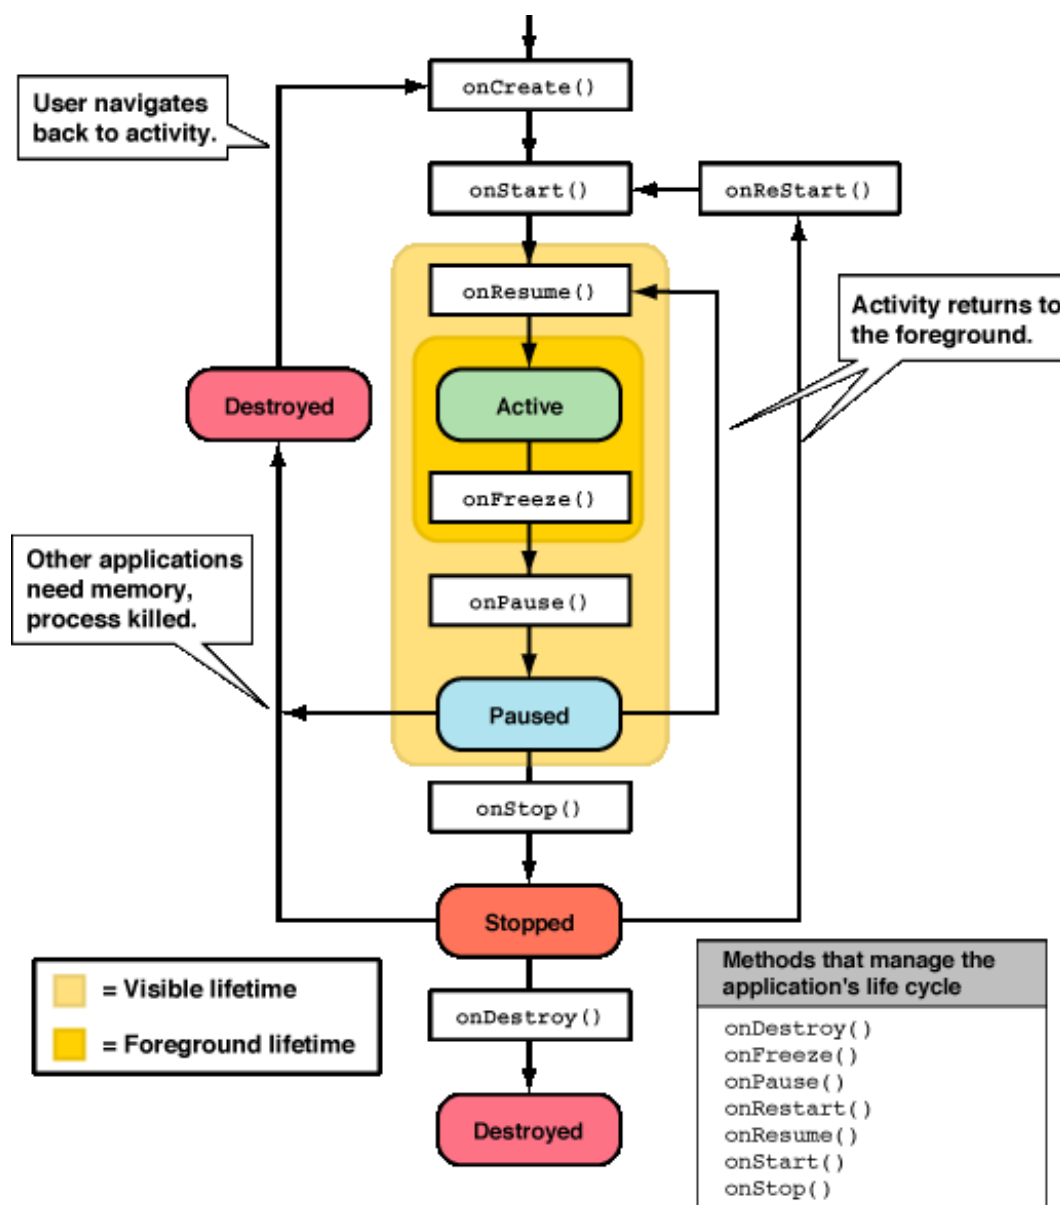 onCreate()
User navigates
back to activity.
onStart()
onReStart()
onResume()
Activity returns to
the foreground.
Destroyed
Active
onFreeze()
Other applications
need memory,
process killed.
onPause()
Paused
onStop()
Stopped
= Visible lifetime
= Foreground lifetime
onDestroy()
Destroyed
Methods that manage the
application's life cycle
onDestroy()
onFreeze()
onPause()
onRestart()
onResume()
onStart()
onStop()